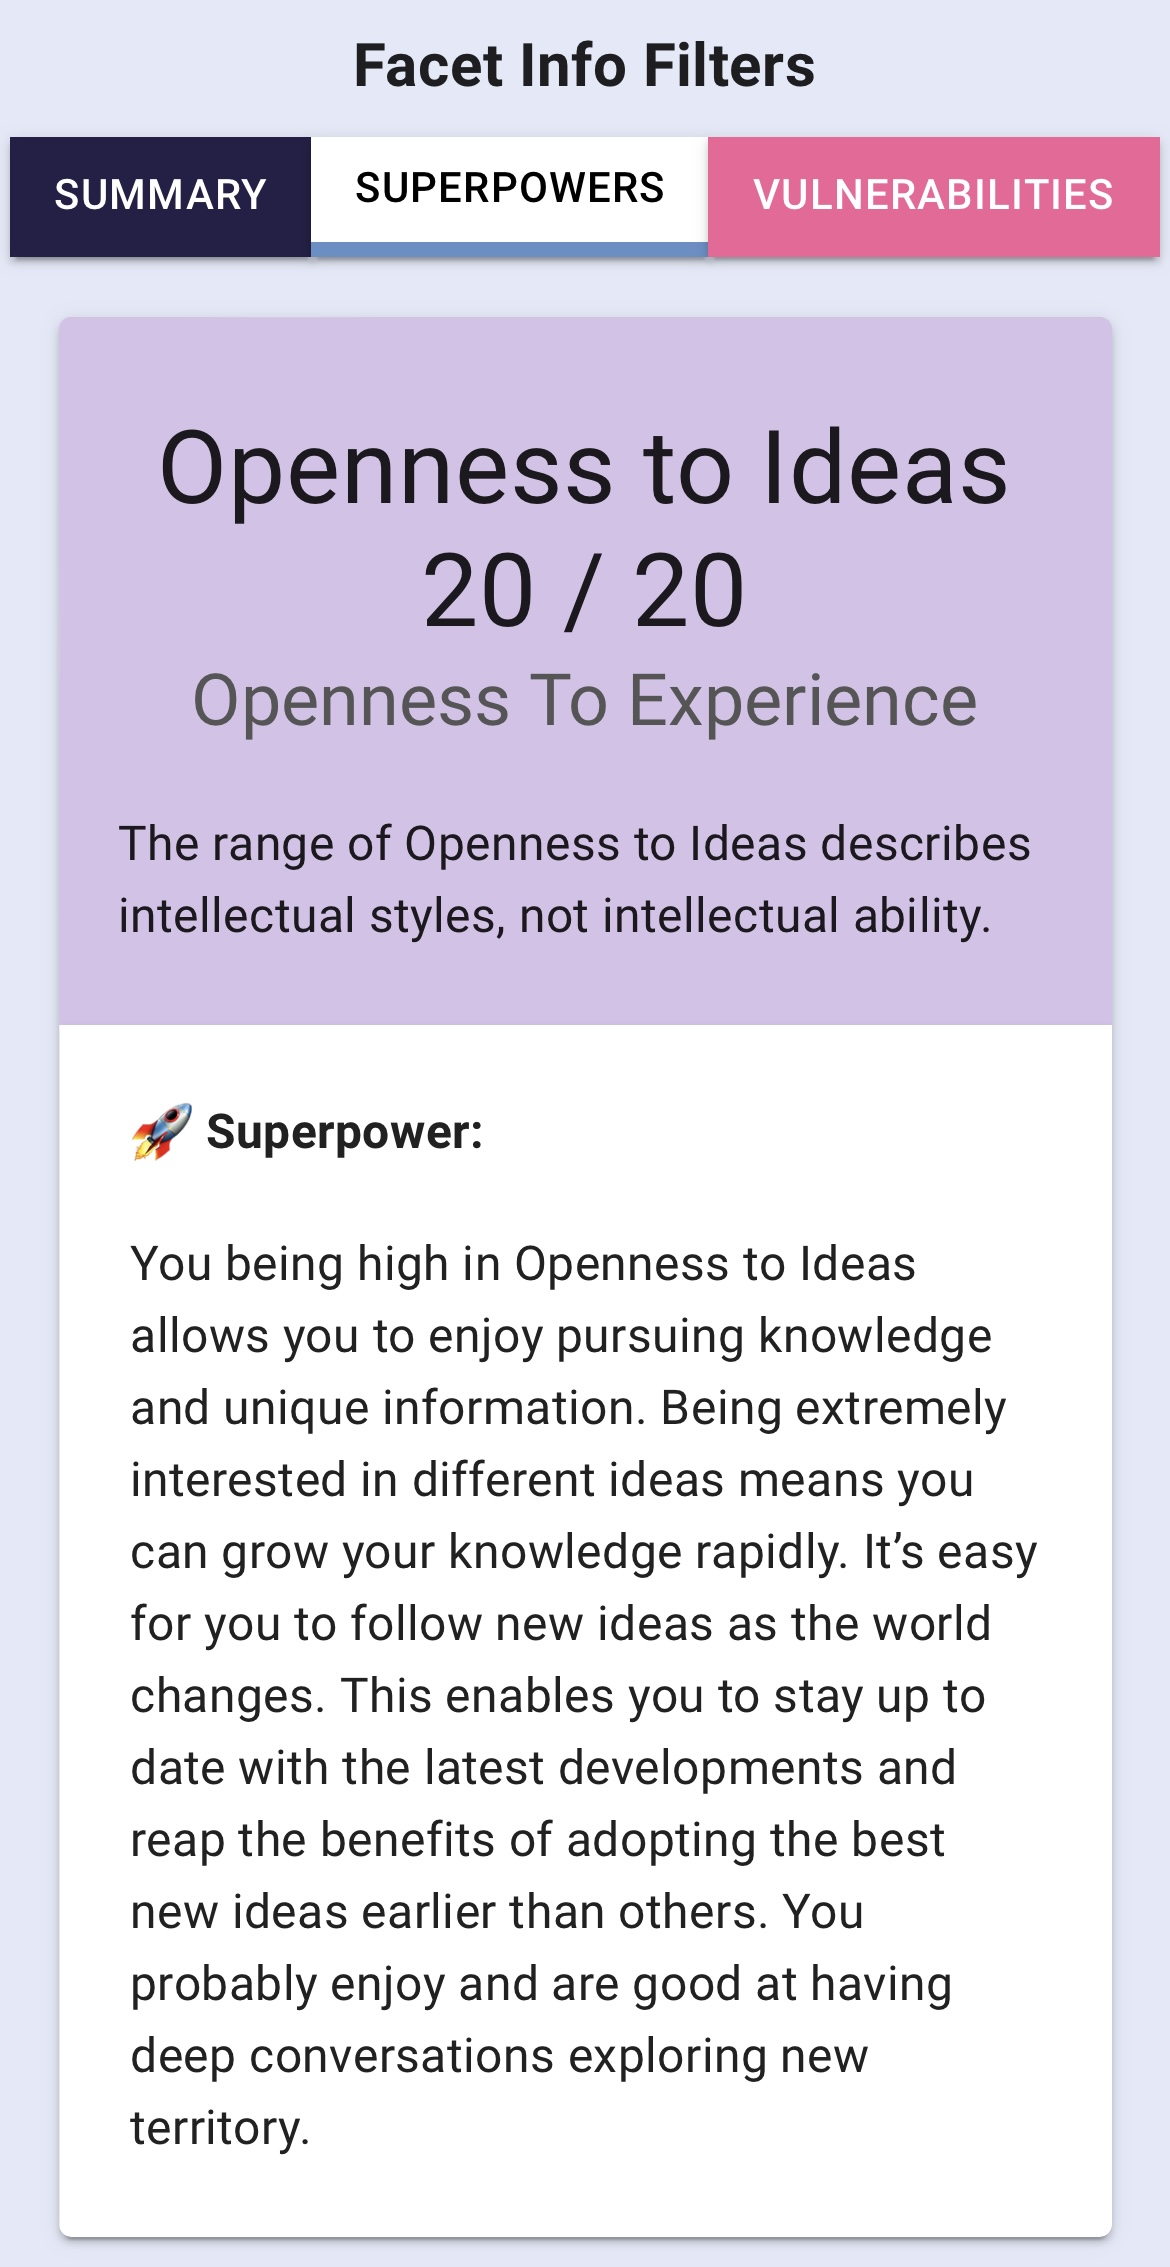 Facet Info Filters
SUMMARY
SUPERPOWERS
VULNERABILITIES
Openness to Ideas
20 / 20
Openness To Experience
The range of Openness to Ideas describes
intellectual styles, not intellectual ability.
🚀 Superpower:
You being high in Openness to Ideas
allows you to enjoy pursuing knowledge
and unique information. Being extremely
interested in different ideas means you
can grow your knowledge rapidly. It’s easy
for you to follow new ideas as the world
changes. This enables you to stay up to
date with the latest developments and
reap the benefits of adopting the best
new ideas earlier than others. You
probably enjoy and are good at having
deep conversations exploring new
territory.